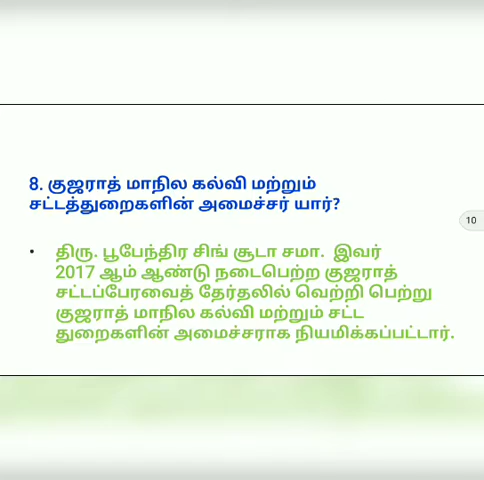 8. குஜராத் மாநில கல்வி மற்றும்
சட்டத்துறைகளின் அமைச்சர் யார்?
10
• திரு. பூபேந்திர சிங் சூடா சமா. இவர்
2017 ஆம் ஆண்டு நடைபெற்ற குஜராத்
சட்டப்பேரவைத் தேர்தலில் வெற்றி பெற்று
குஜராத் மாநில கல்வி மற்றும் சட்ட
துறைகளின் அமைச்சராக நியமிக்கப்பட்டார்.